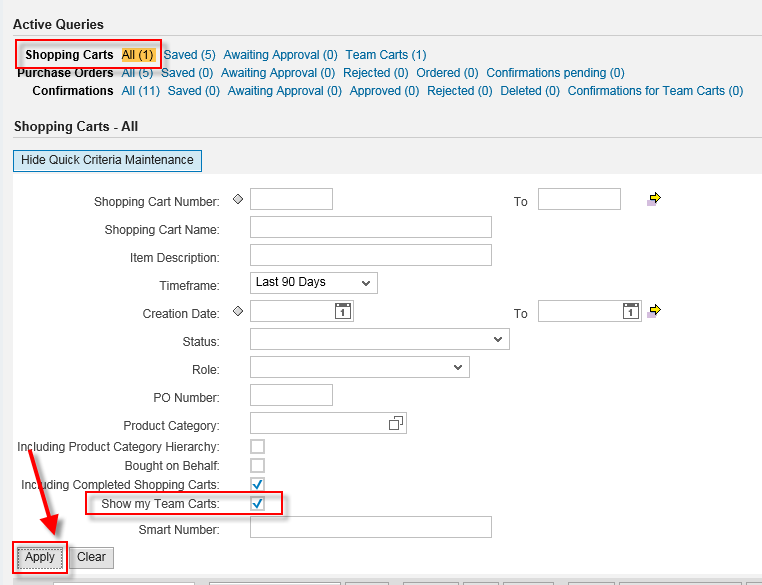 Active Queries
Shopping Carts All (1) Saved (5) Awaiting Approval (0) Team Carts (1)
Purchase Orders All (5) Saved (0) Awaiting Approval (0) Rejected (0) Ordered (0) Confirmations pending (0)
Confirmations All (11) Saved (0) Awaiting Approval (0) Approved (0) Rejected (0) Deleted (0) Confirmations for Team Carts (0)
Shopping Carts - All
Hide Quick Criteria Maintenance
Shopping Cart Number: To
Shopping Cart Name:
Item Description:
Timeframe: Last 90 Days
Creation Date: 1 To 1
Status:
Role:
PO Number:
Product Category:
Including Product Category Hierarchy:
Bought on Behalf:
Including Completed Shopping Carts:
Show my Team Carts:
Smart Number:
Apply Clear